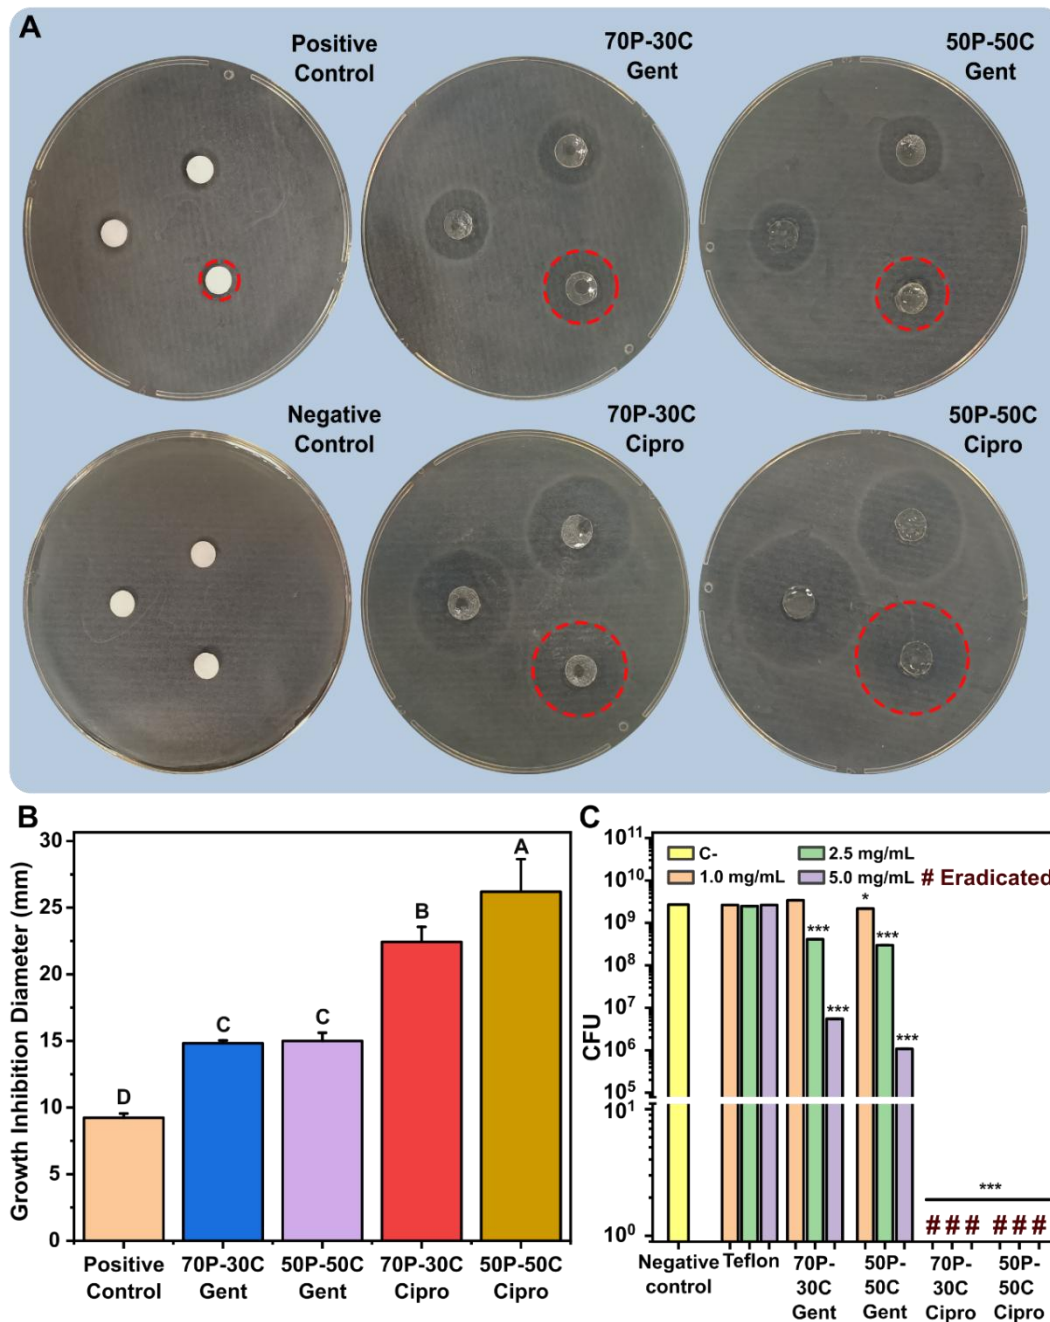 A
Positive
Control
70P-30C
Gent
50P-50C
Gent
Negative
Control
70P-30C
Cipro
50P-50C
Cipro
B
Growth Inhibition Diameter (mm)
30
25
20
15
10
5
0
D
C
C
B
A
Positive
Control
70P-30C
Gent
50P-50C
Gent
70P-30C
Cipro
50P-50C
Cipro
C
CFU
10¹¹
10¹⁰
10⁹
10⁸
10⁷
10⁶
10⁵
10¹
10⁰
C-
2.5 mg/mL
1.0 mg/mL
5.0 mg/mL
# Eradicated
***
***
*
***
***
***
# # #
# # #
Negative
control
Teflon
70P-
30C
Gent
50P-
50C
Gent
70P-
30C
Cipro
50P-
50C
Cipro